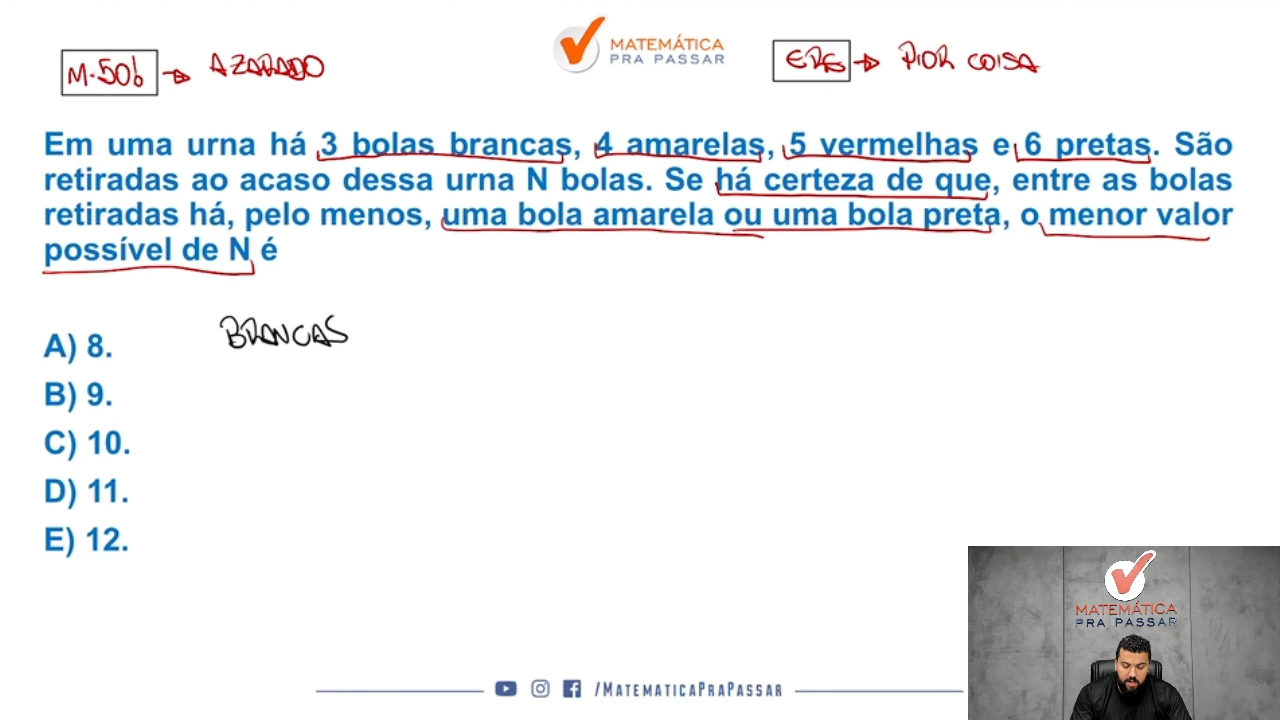 M.50b → AZARADO
MATEMÁTICA
PRA PASSAR
→ PIOR COISA
Em uma urna há 3 bolas brancas, 4 amarelas, 5 vermelhas e 6 pretas. São
retiradas ao acaso dessa urna N bolas. Se há certeza de que, entre as bolas
retiradas há, pelo menos, uma bola amarela ou uma bola preta, o menor valor
possível de N é
BRANCAS
A) 8.
B) 9.
C) 10.
D) 11.
E) 12.
MATEMÁTICA
PRA PASSAR
/MATEMATICAPRAPASSAR